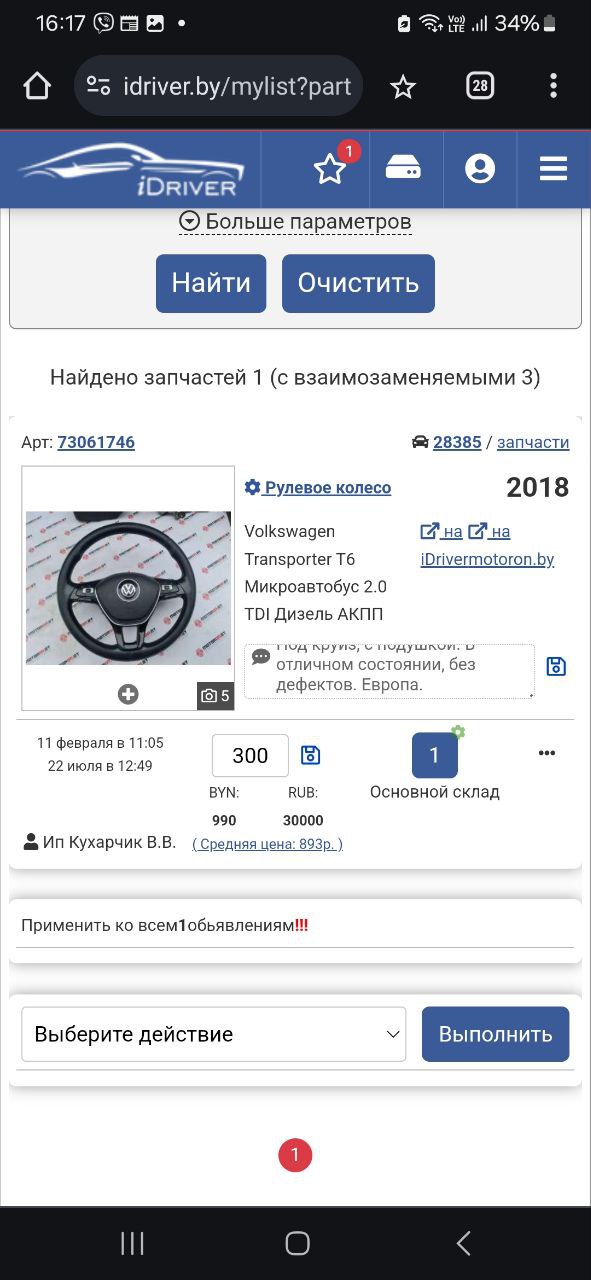 16:17
Vo))
LTE
34%
idriver.by/mylist?part
28
iDRIVER
1
Больше параметров
Найти
Очистить
Найдено запчастей 1 (с взаимозаменяемыми 3)
Арт: 73061746
28385 / запчасти
Рулевое колесо
2018
Volkswagen
Transporter T6
Микроавтобус 2.0
TDI Дизель АКПП
на на
iDrivermotoron.by
Под круиз, с подушкой. В
отличном состоянии, без
дефектов. Европа.
5
11 февраля в 11:05
22 июля в 12:49
300
BYN:
RUB:
990
30000
( Средняя цена: 893р. )
1
Основной склад
Ип Кухарчик В.В.
Применить ко всем1обьявлениям!!!
Выберите действие
Выполнить
1